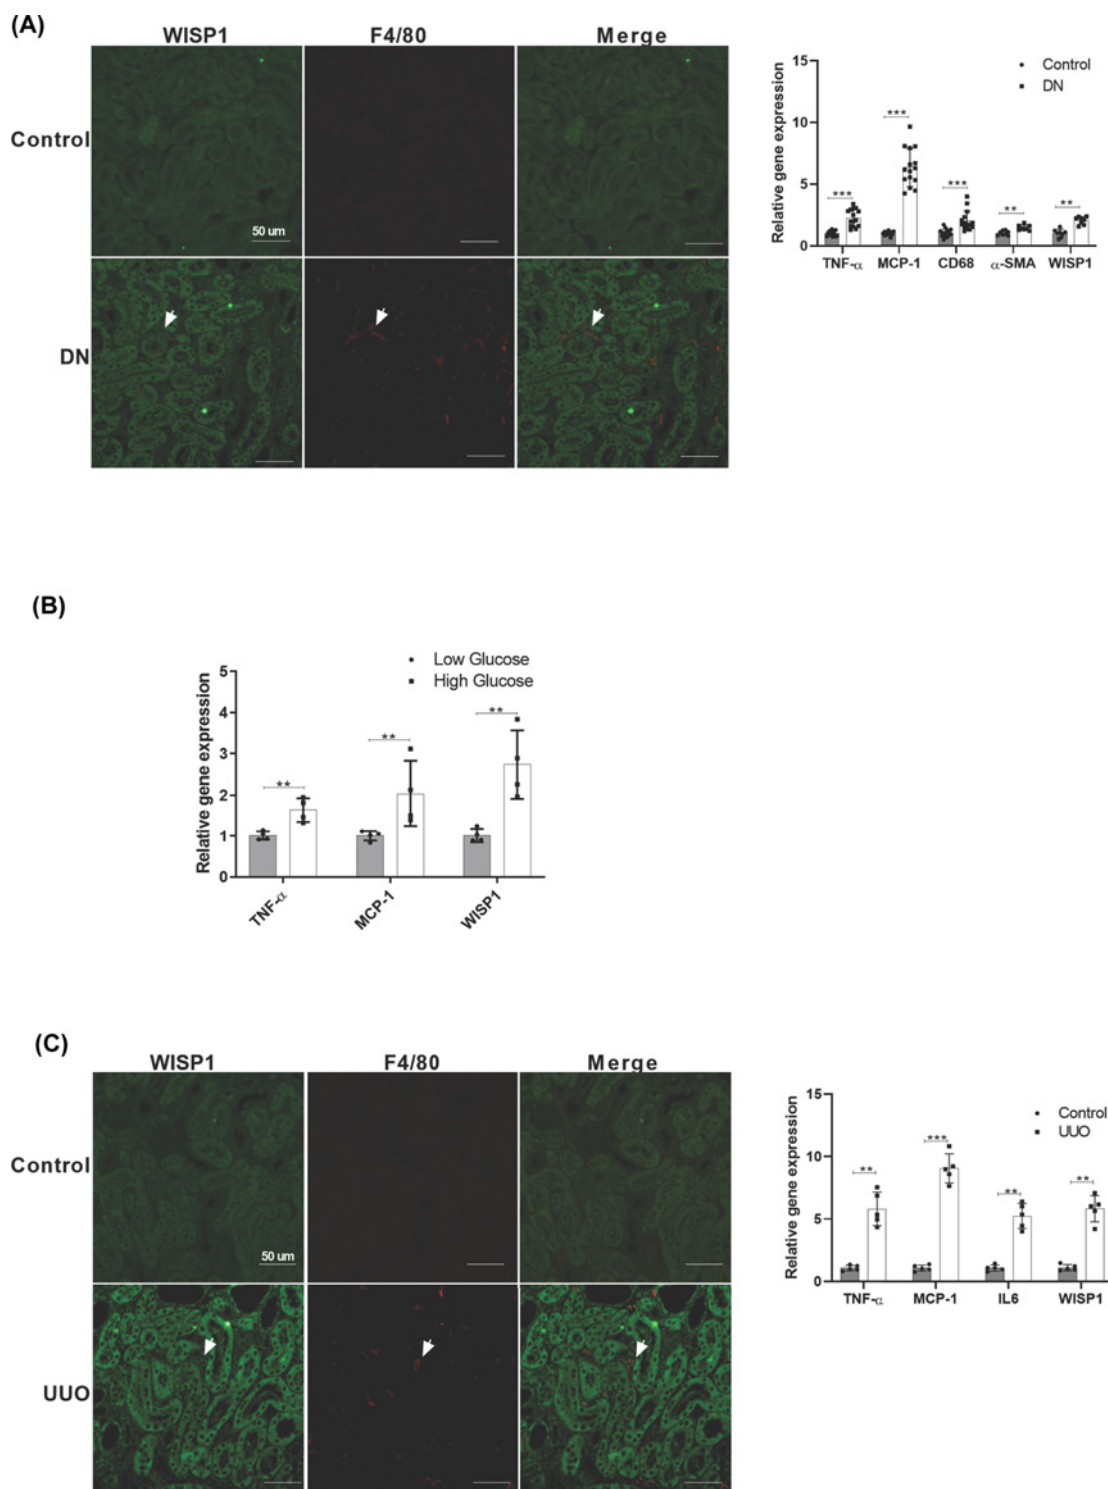 (A)
WISP1 F4/80 Merge
Control
50 um
DN
Relative gene expression
15
10
5
0
Control
DN
***
***
***
**
**
TNF-α MCP-1 CD68 α-SMA WISP1
(B)
Relative gene expression
5
4
3
2
1
0
Low Glucose
High Glucose
**
**
**
TNF-α MCP-1 WISP1
(C)
WISP1 F4/80 Merge
Control
50 um
UUO
Relative gene expression
15
10
5
0
Control
UUO
**
***
**
**
TNF-α MCP-1 IL6 WISP1